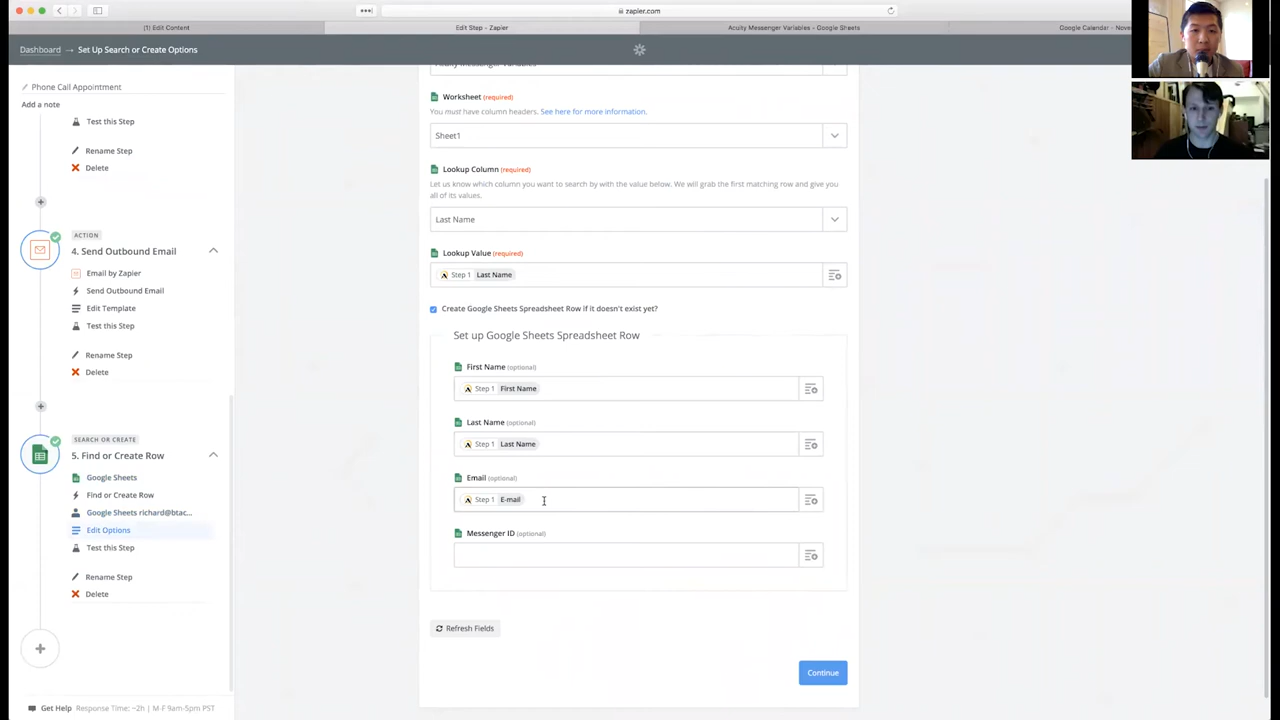 zapier.com
(1) Edit Content
Edit Step - Zapier
Acuity Messenger Variables - Google Sheets
Google Calendar - Nove
Dashboard → Set Up Search or Create Options
Phone Call Appointment
Add a note
Test this Step
Rename Step
Delete
ACTION
4. Send Outbound Email
Email by Zapier
Send Outbound Email
Edit Template
Test this Step
Rename Step
Delete
SEARCH OR CREATE
5. Find or Create Row
Google Sheets
Find or Create Row
Google Sheets richard@btac...
Edit Options
Test this Step
Rename Step
Delete
Get Help Response Time: ~2h | M-F 9am-5pm PST
Acuity Messenger Variables
Worksheet (required)
You must have column headers. See here for more information.
Sheet1
Lookup Column (required)
Let us know which column you want to search by with the value below. We will grab the first matching row and give you
all of its values.
Last Name
Lookup Value (required)
Step 1 Last Name
Create Google Sheets Spreadsheet Row if it doesn't exist yet?
Set up Google Sheets Spreadsheet Row
First Name (optional)
Step 1 First Name
Last Name (optional)
Step 1 Last Name
Email (optional)
Step 1 E-mail
Messenger ID (optional)
Refresh Fields
Continue